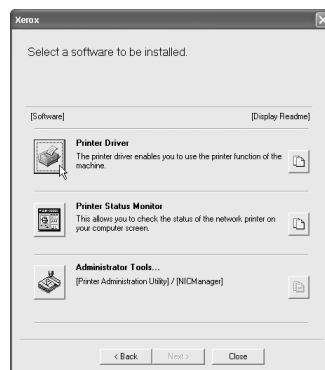 Xerox
Select a software to be installed.
[Software] [Display Readme]
Printer Driver
The printer driver enables you to use the printer function of the
machine.
Printer Status Monitor
This allows you to check the status of the network printer on
your computer screen.
Administrator Tools...
[Printer Administration Utility] / [NICManager]
< Back Next > Close